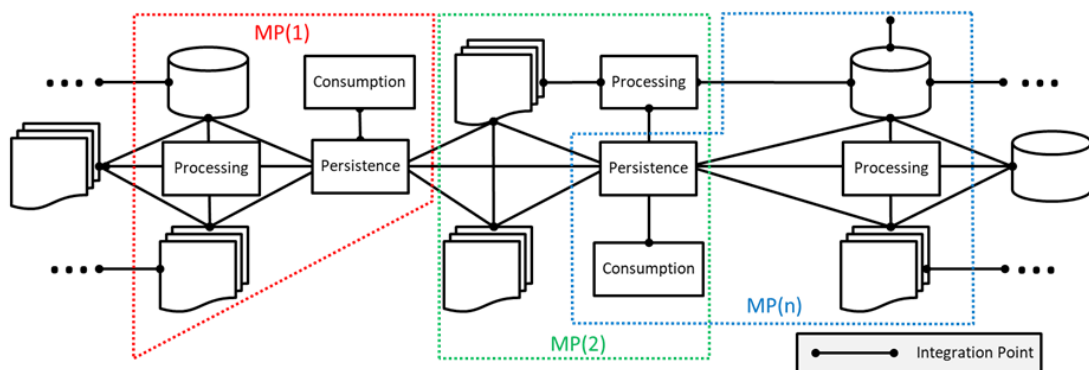 MP(1)
Consumption
Processing
Processing
Persistence
Persistence
Processing
Consumption
MP(n)
MP(2)
Integration Point